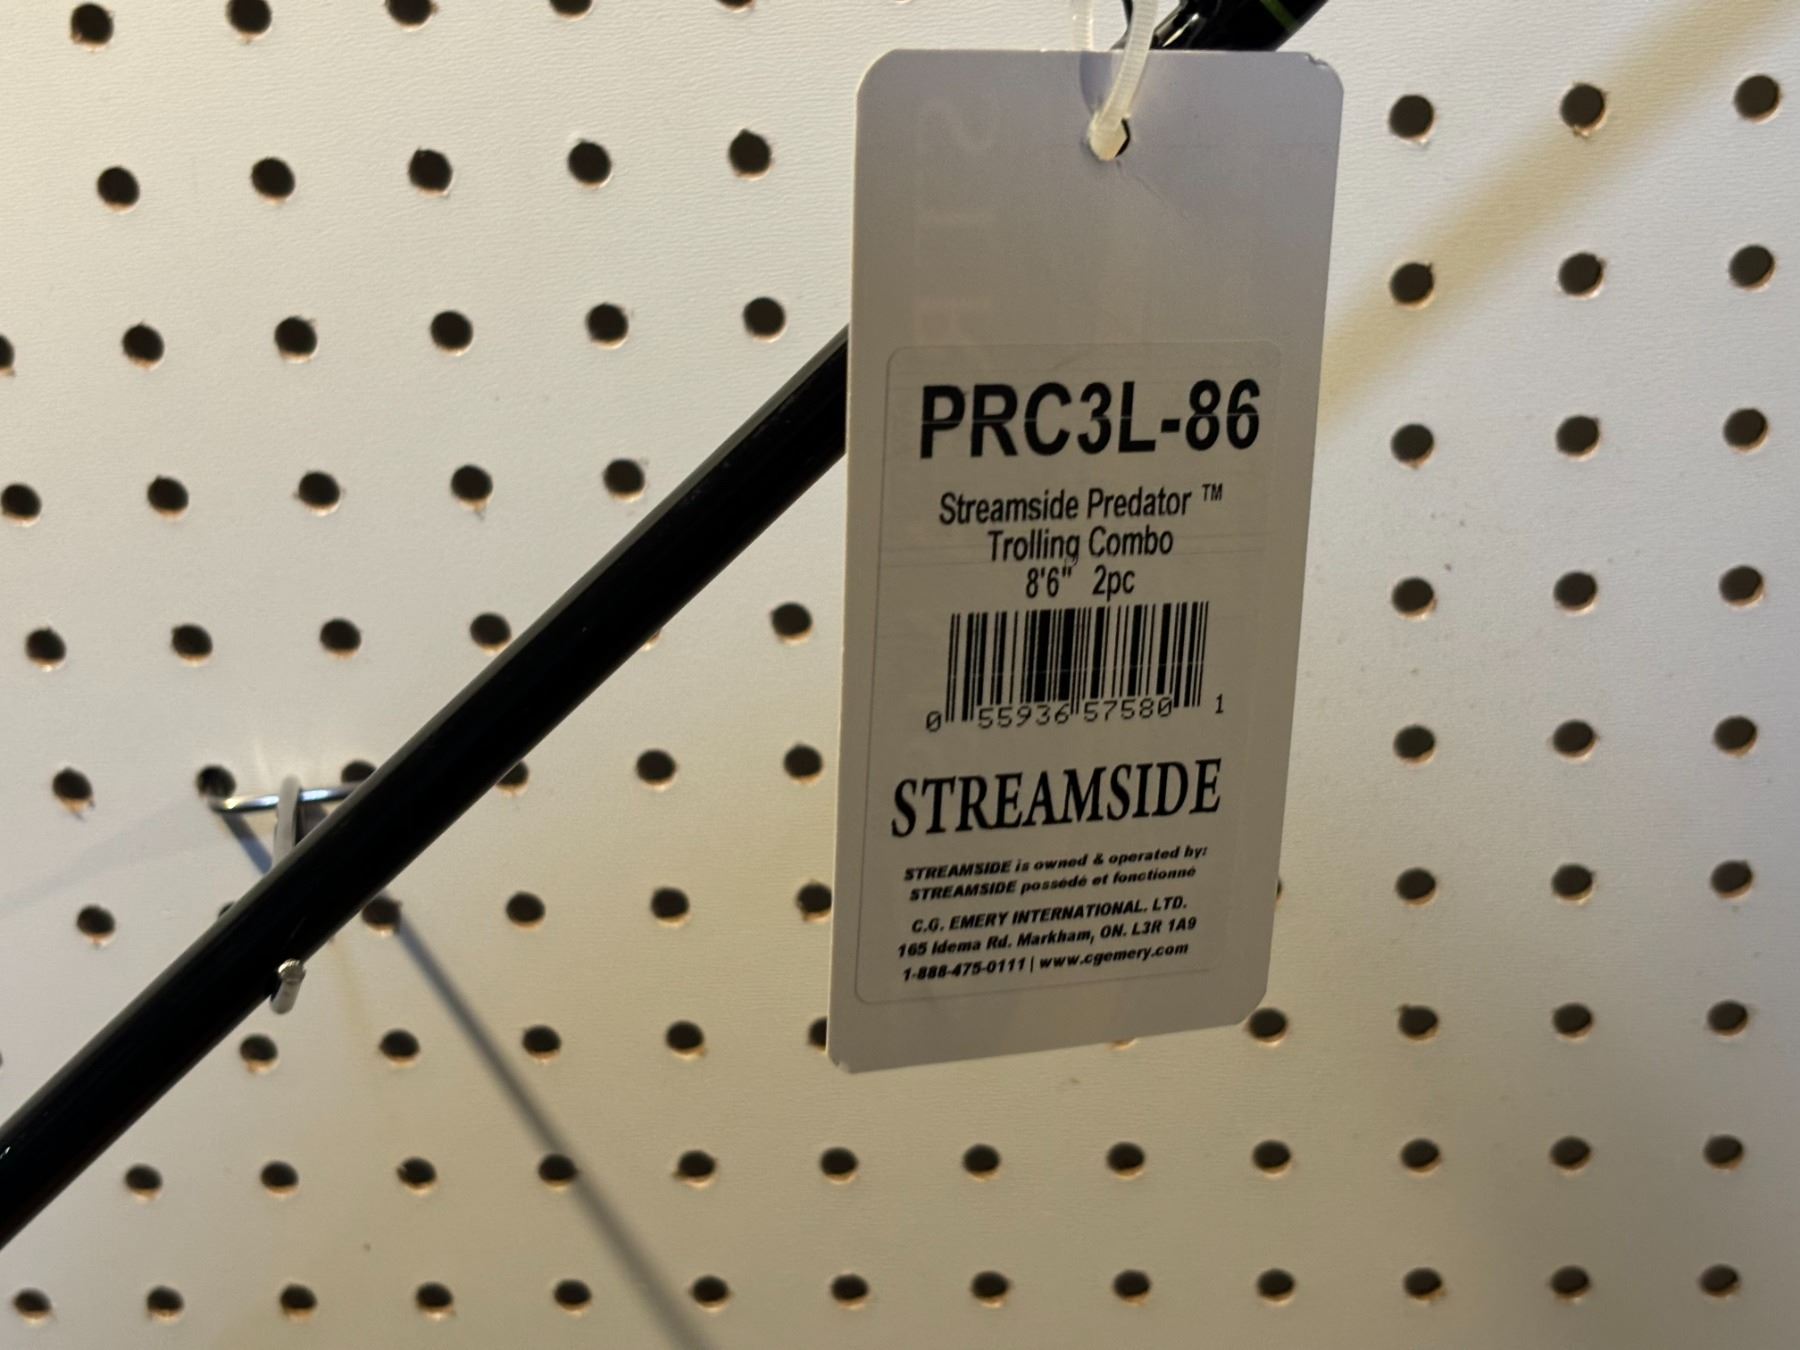 PRC3L-86
Streamside Predator ™
Trolling Combo
8'6" 2pc
0 55936 57580 1
STREAMSIDE
STREAMSIDE is owned & operated by:
STREAMSIDE possédé et fonctionné
C.G. EMERY INTERNATIONAL. LTD.
165 Idema Rd. Markham, ON. L3R 1A9
1-888-475-0111 | www.cgemery.com